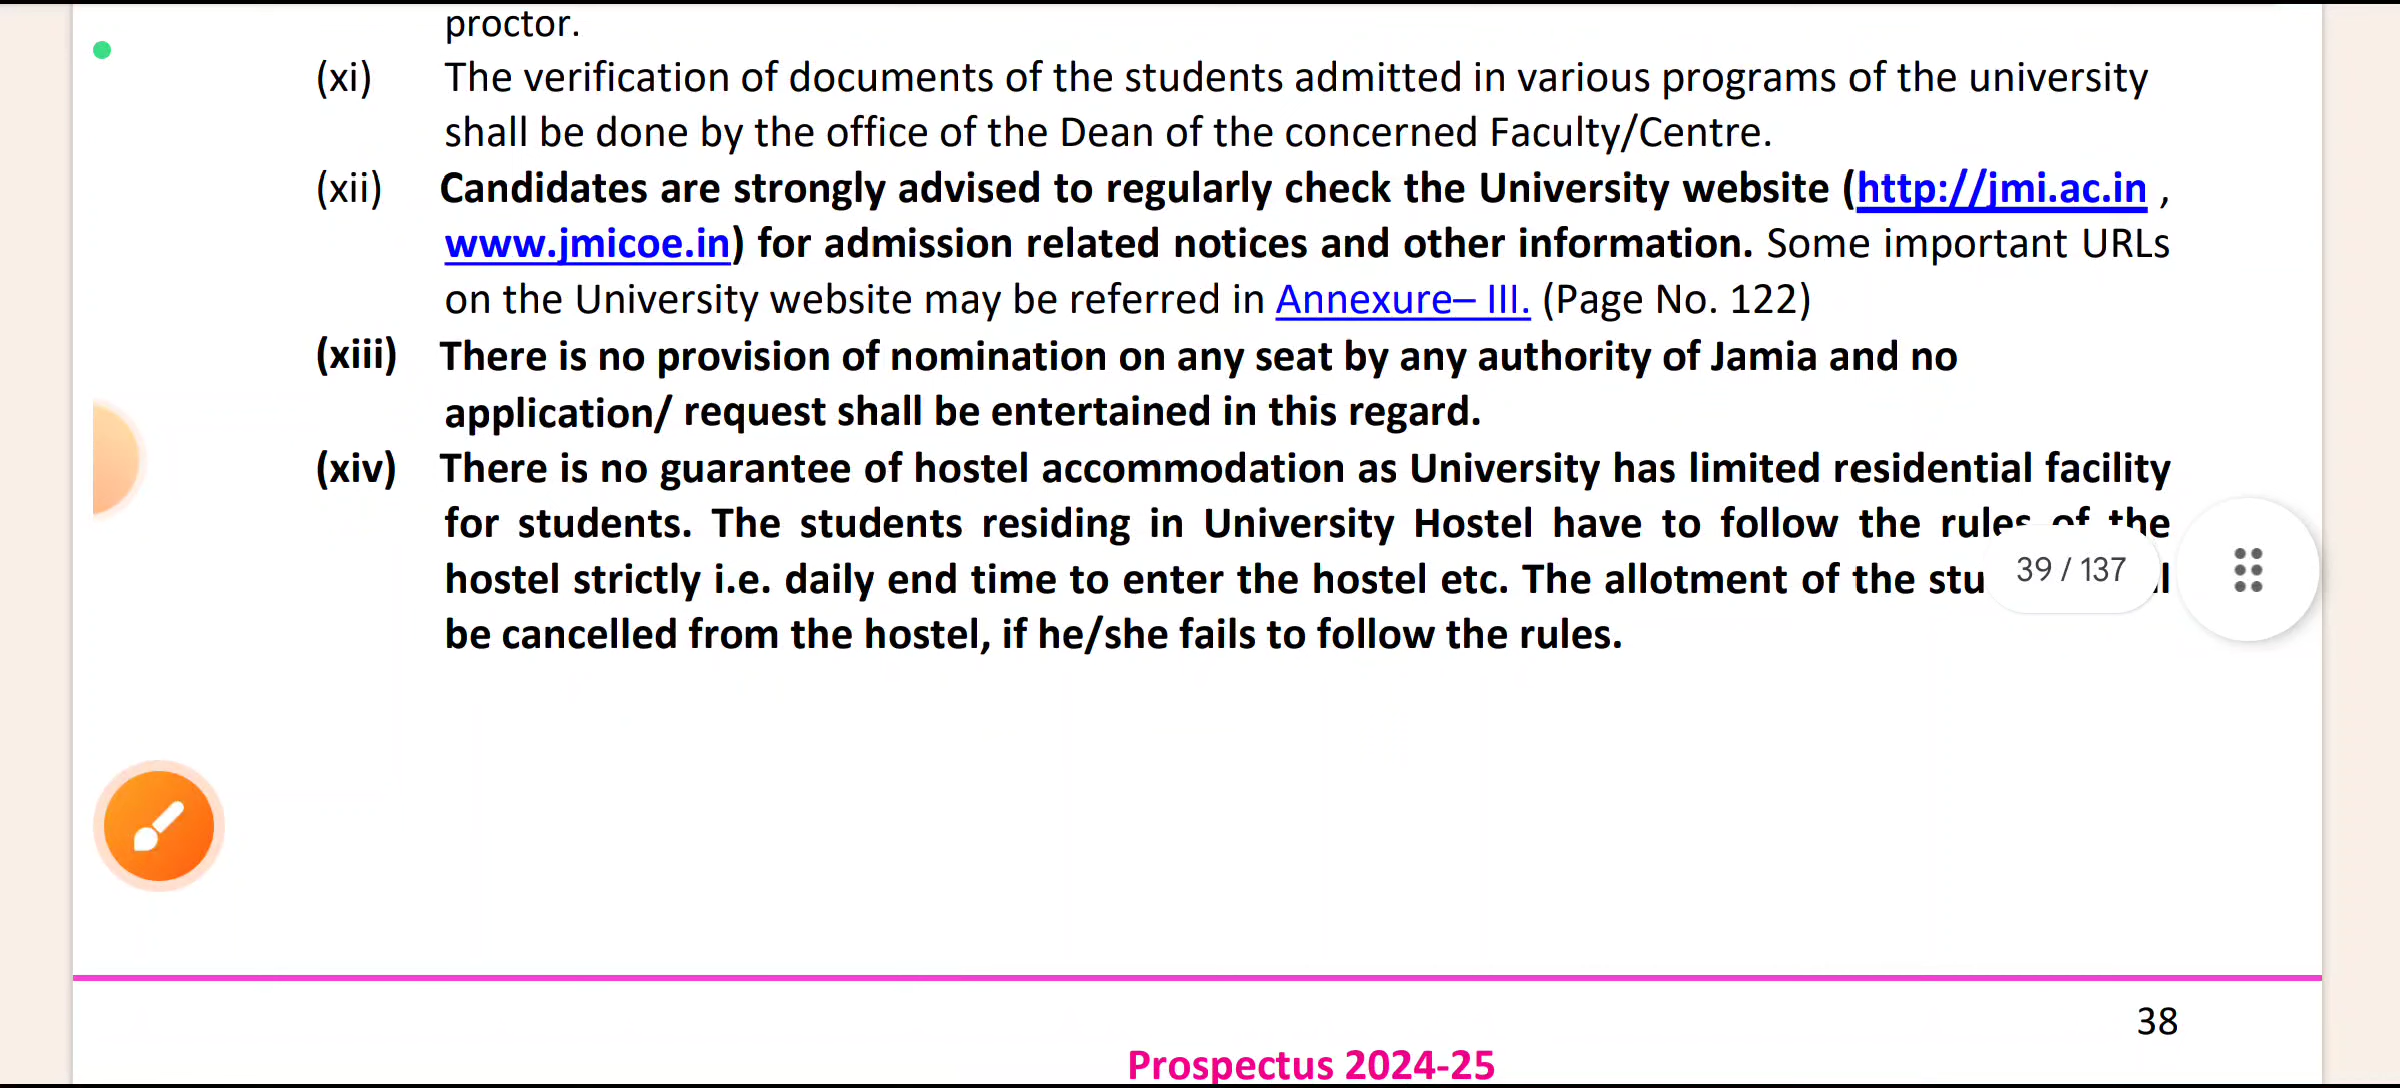 proctor.
(xi) The verification of documents of the students admitted in various programs of the university
shall be done by the office of the Dean of the concerned Faculty/Centre.
(xii) Candidates are strongly advised to regularly check the University website (http://jmi.ac.in ,
www.jmicoe.in) for admission related notices and other information. Some important URLs
on the University website may be referred in Annexure– III. (Page No. 122)
(xiii) There is no provision of nomination on any seat by any authority of Jamia and no
application/ request shall be entertained in this regard.
(xiv) There is no guarantee of hostel accommodation as University has limited residential facility
for students. The students residing in University Hostel have to follow the rules of the
hostel strictly i.e. daily end time to enter the hostel etc. The allotment of the stu
39 / 137
be cancelled from the hostel, if he/she fails to follow the rules.
38
Prospectus 2024-25